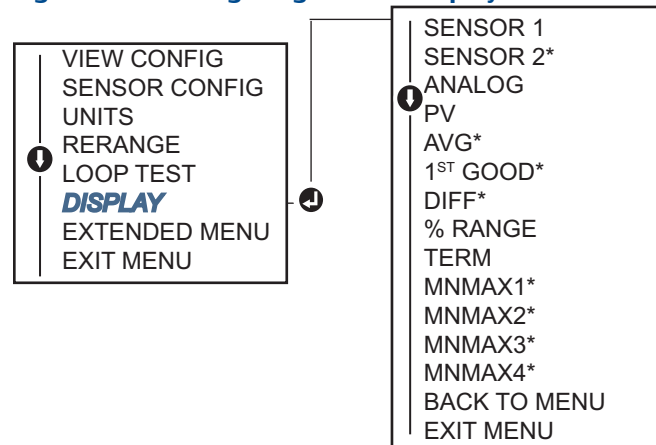 VIEW CONFIG
SENSOR CONFIG
UNITS
RERANGE
LOOP TEST
DISPLAY
EXTENDED MENU
EXIT MENU
SENSOR 1
SENSOR 2*
ANALOG
PV
AVG*
1ST GOOD*
DIFF*
% RANGE
TERM
MNMAX1*
MNMAX2*
MNMAX3*
MNMAX4*
BACK TO MENU
EXIT MENU